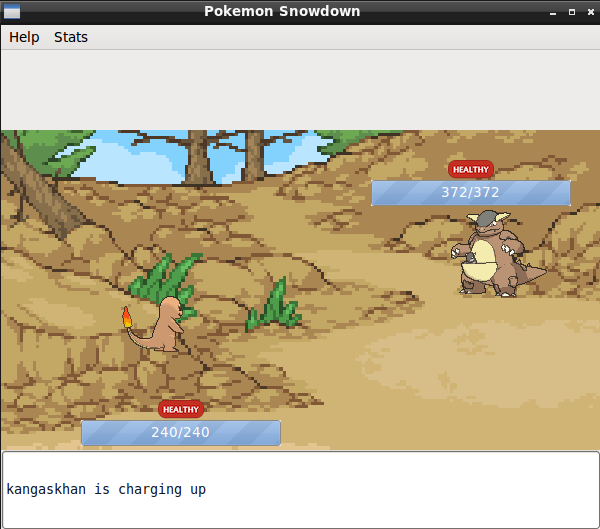 Pokemon Snowdown
Help Stats
HEALTHY
372/372
HEALTHY
240/240
kangaskhan is charging up